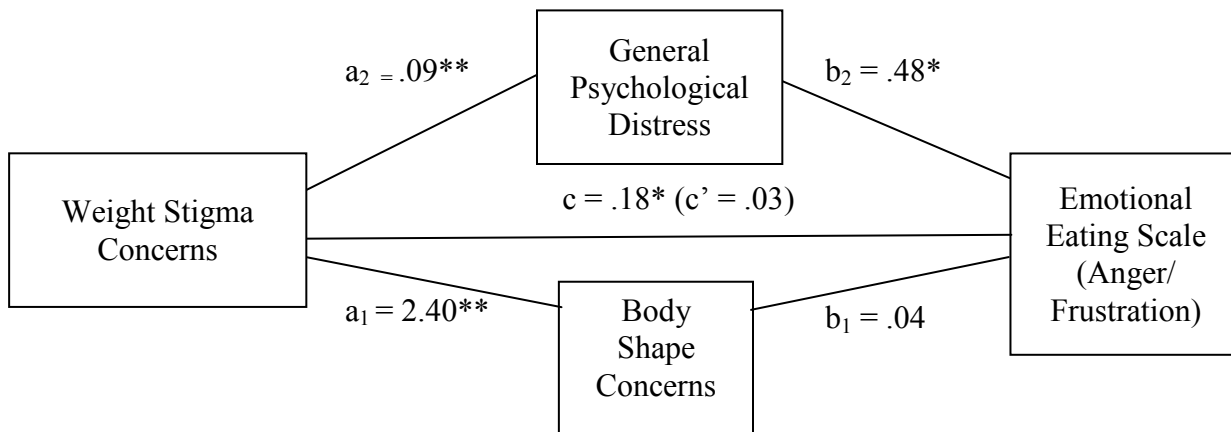 General
Psychological
Distress
a₂ = .09**
b₂ = .48*
Weight Stigma
Concerns
c = .18* (c’ = .03)
Emotional
Eating Scale
(Anger/
Frustration)
a₁ = 2.40**
Body
Shape
Concerns
b₁ = .04